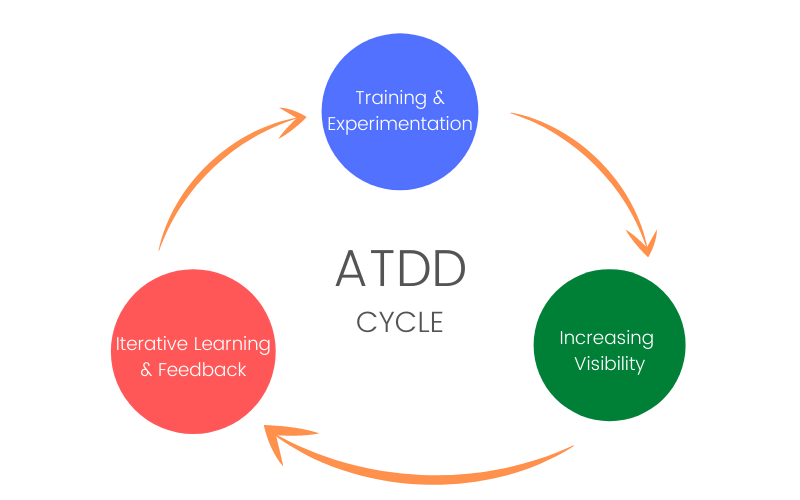 Training &
Experimentation
ATDD
CYCLE
Increasing
Visibility
Iterative Learning
& Feedback